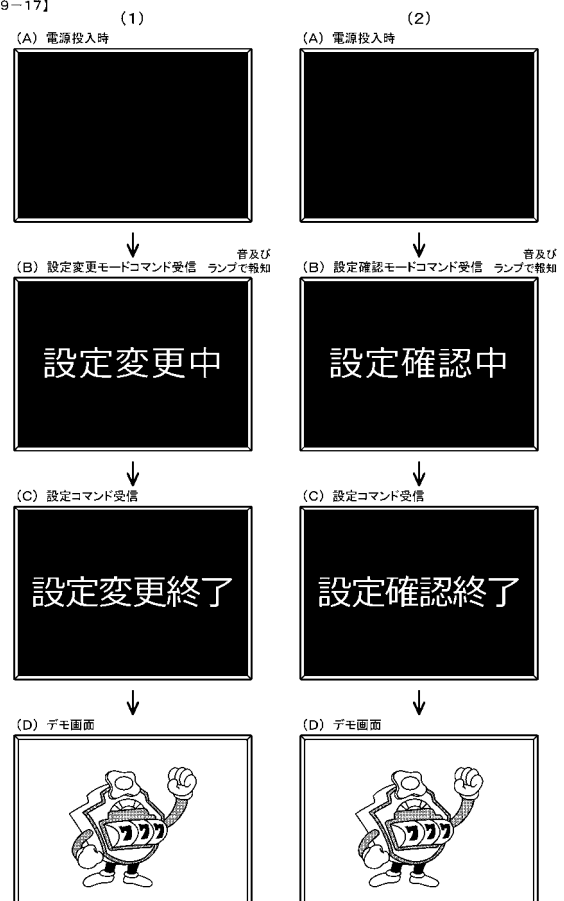 9－17】
（1）
（A）電源投入時
音及び
（B）設定変更モードコマンド受信 ランプで報知
設定変更中
（C）設定コマンド受信
設定変更終了
（D）デモ画面
777
（2）
（A）電源投入時
音及び
（B）設定確認モードコマンド受信 ランプで報知
設定確認中
（C）設定コマンド受信
設定確認終了
（D）デモ画面
777